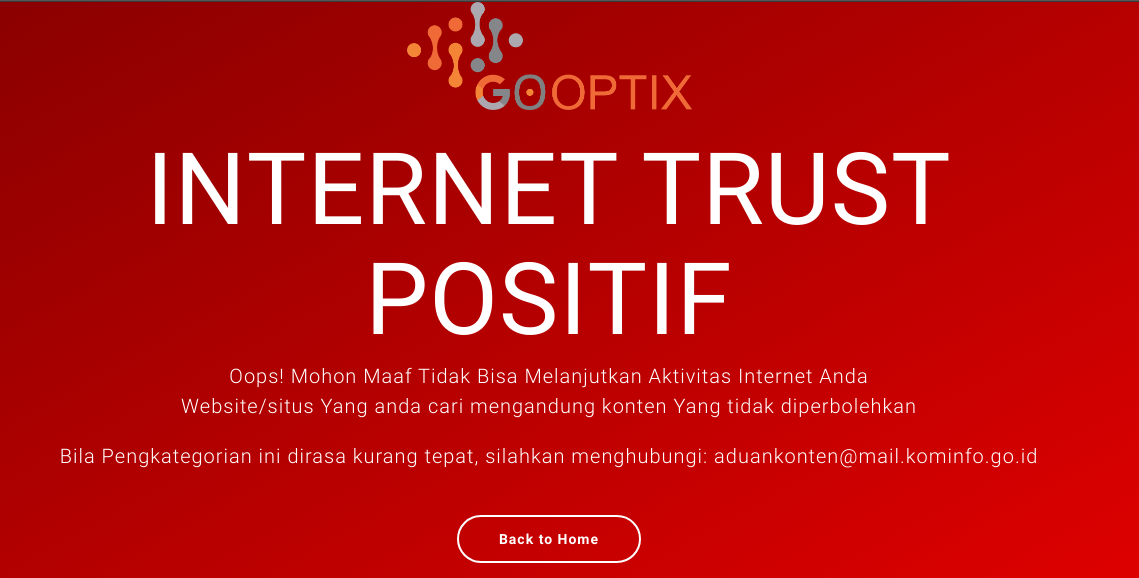 GOOPTIX
INTERNET TRUST
POSITIF
Oops! Mohon Maaf Tidak Bisa Melanjutkan Aktivitas Internet Anda
Website/situs Yang anda cari mengandung konten Yang tidak diperbolehkan
Bila Pengkategorian ini dirasa kurang tepat, silahkan menghubungi: aduankonten@mail.kominfo.go.id
Back to Home